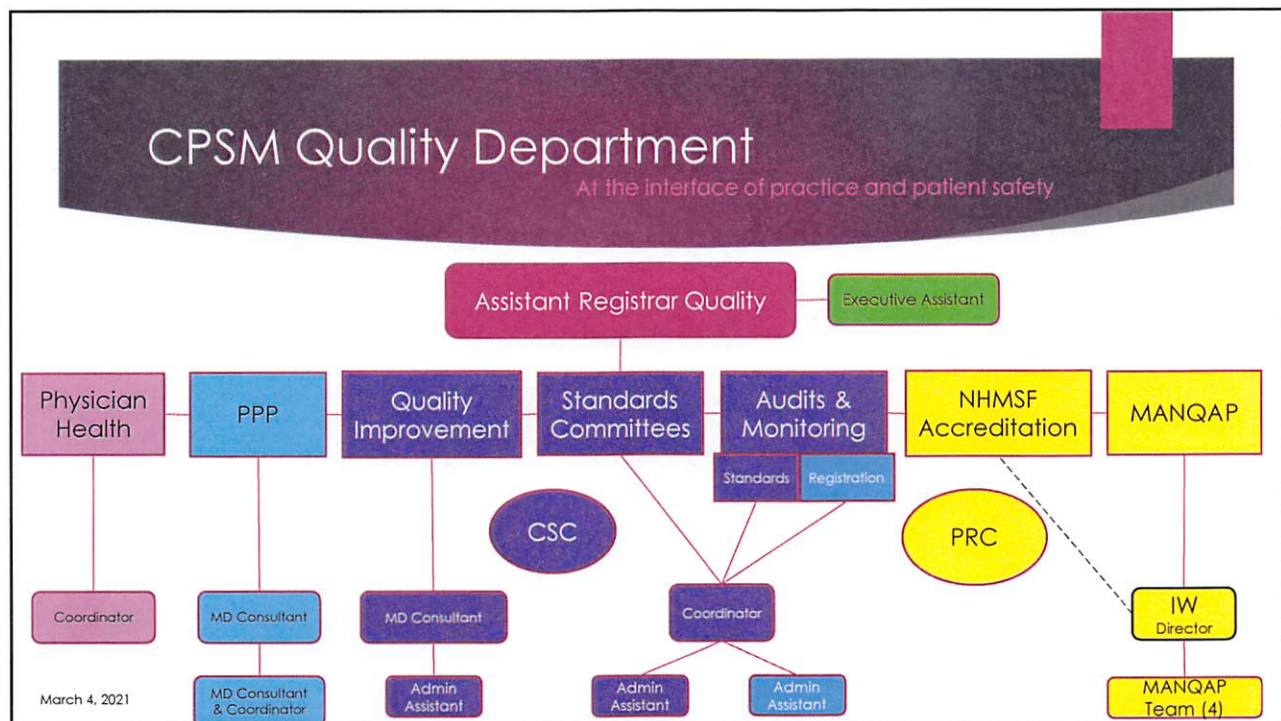 CPSM Quality Department
At the interface of practice and patient safety
Assistant Registrar Quality
Executive Assistant
Physician
Health
PPP
Quality
Improvement
Standards
Committees
Audits &
Monitoring
NHMSF
Accreditation
MANQAP
Standards
Registration
CSC
PRC
Coordinator
MD Consultant
MD Consultant
Coordinator
IW
Director
March 4, 2021
MD Consultant
& Coordinator
Admin
Assistant
Admin
Assistant
Admin
Assistant
MANQAP
Team (4)